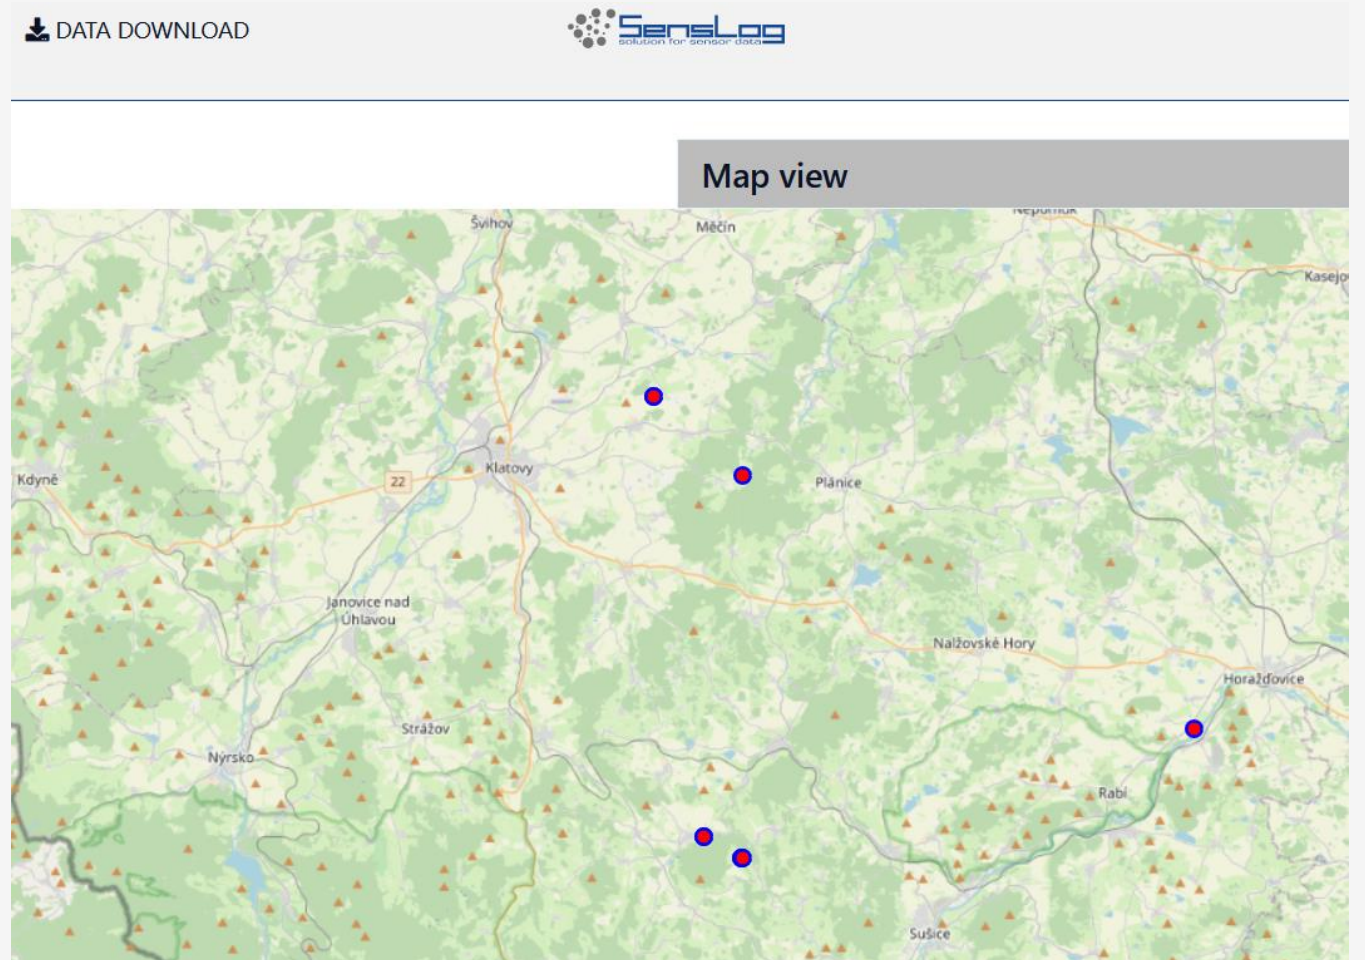 DATA DOWNLOAD
SensLog
solution for sensor data
Map view
Švihov
Měčín
Nepomuk
Kasejo
Klatovy
Kdyně
22
Plánice
Janovice nad
Úhlavou
Nalžovské Hory
Horažďovice
Strážov
Nýrsko
Rabí
Sušice